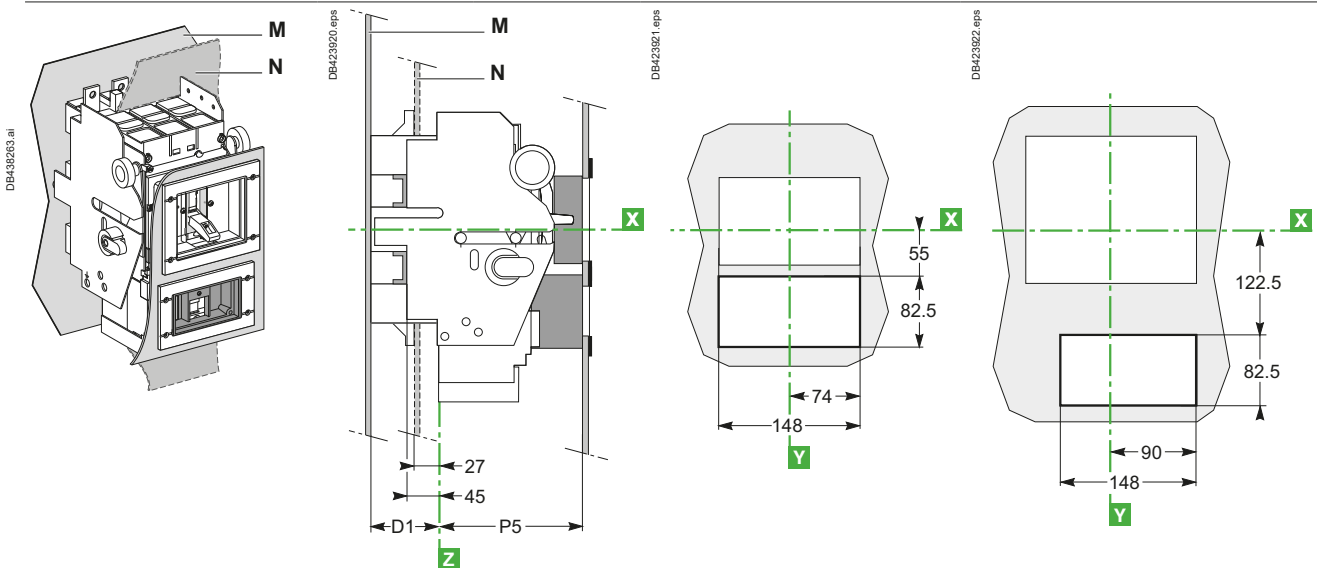 DB438263.ai
M
N
DB423920.eps
M
N
X
27
45
D1
P5
Z
DB423921.eps
X
55
82.5
74
148
Y
DB423922.eps
X
122.5
82.5
90
148
Y